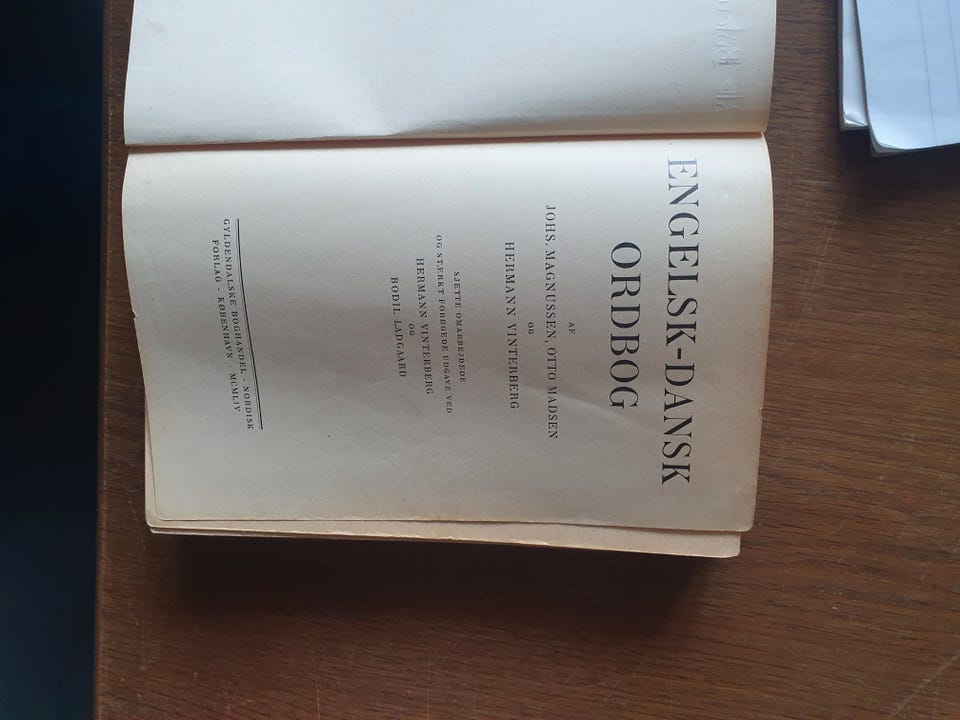 ENGELSK-DANSK
ORDBOG
AF
JOHS. MAGNUSSEN, OTTO MADSEN
OG
HERMANN VINTERBERG
SJETTE OMARBEJDEDE
OG STÆRKT FORØGEDE UDGAVE VED
HERMANN VINTERBERG
OG
BODIL LADGAARD
GYLDENDALSKE BOGHANDEL - NORDISK
FORLAG - KØBENHAVN - MCMLIV